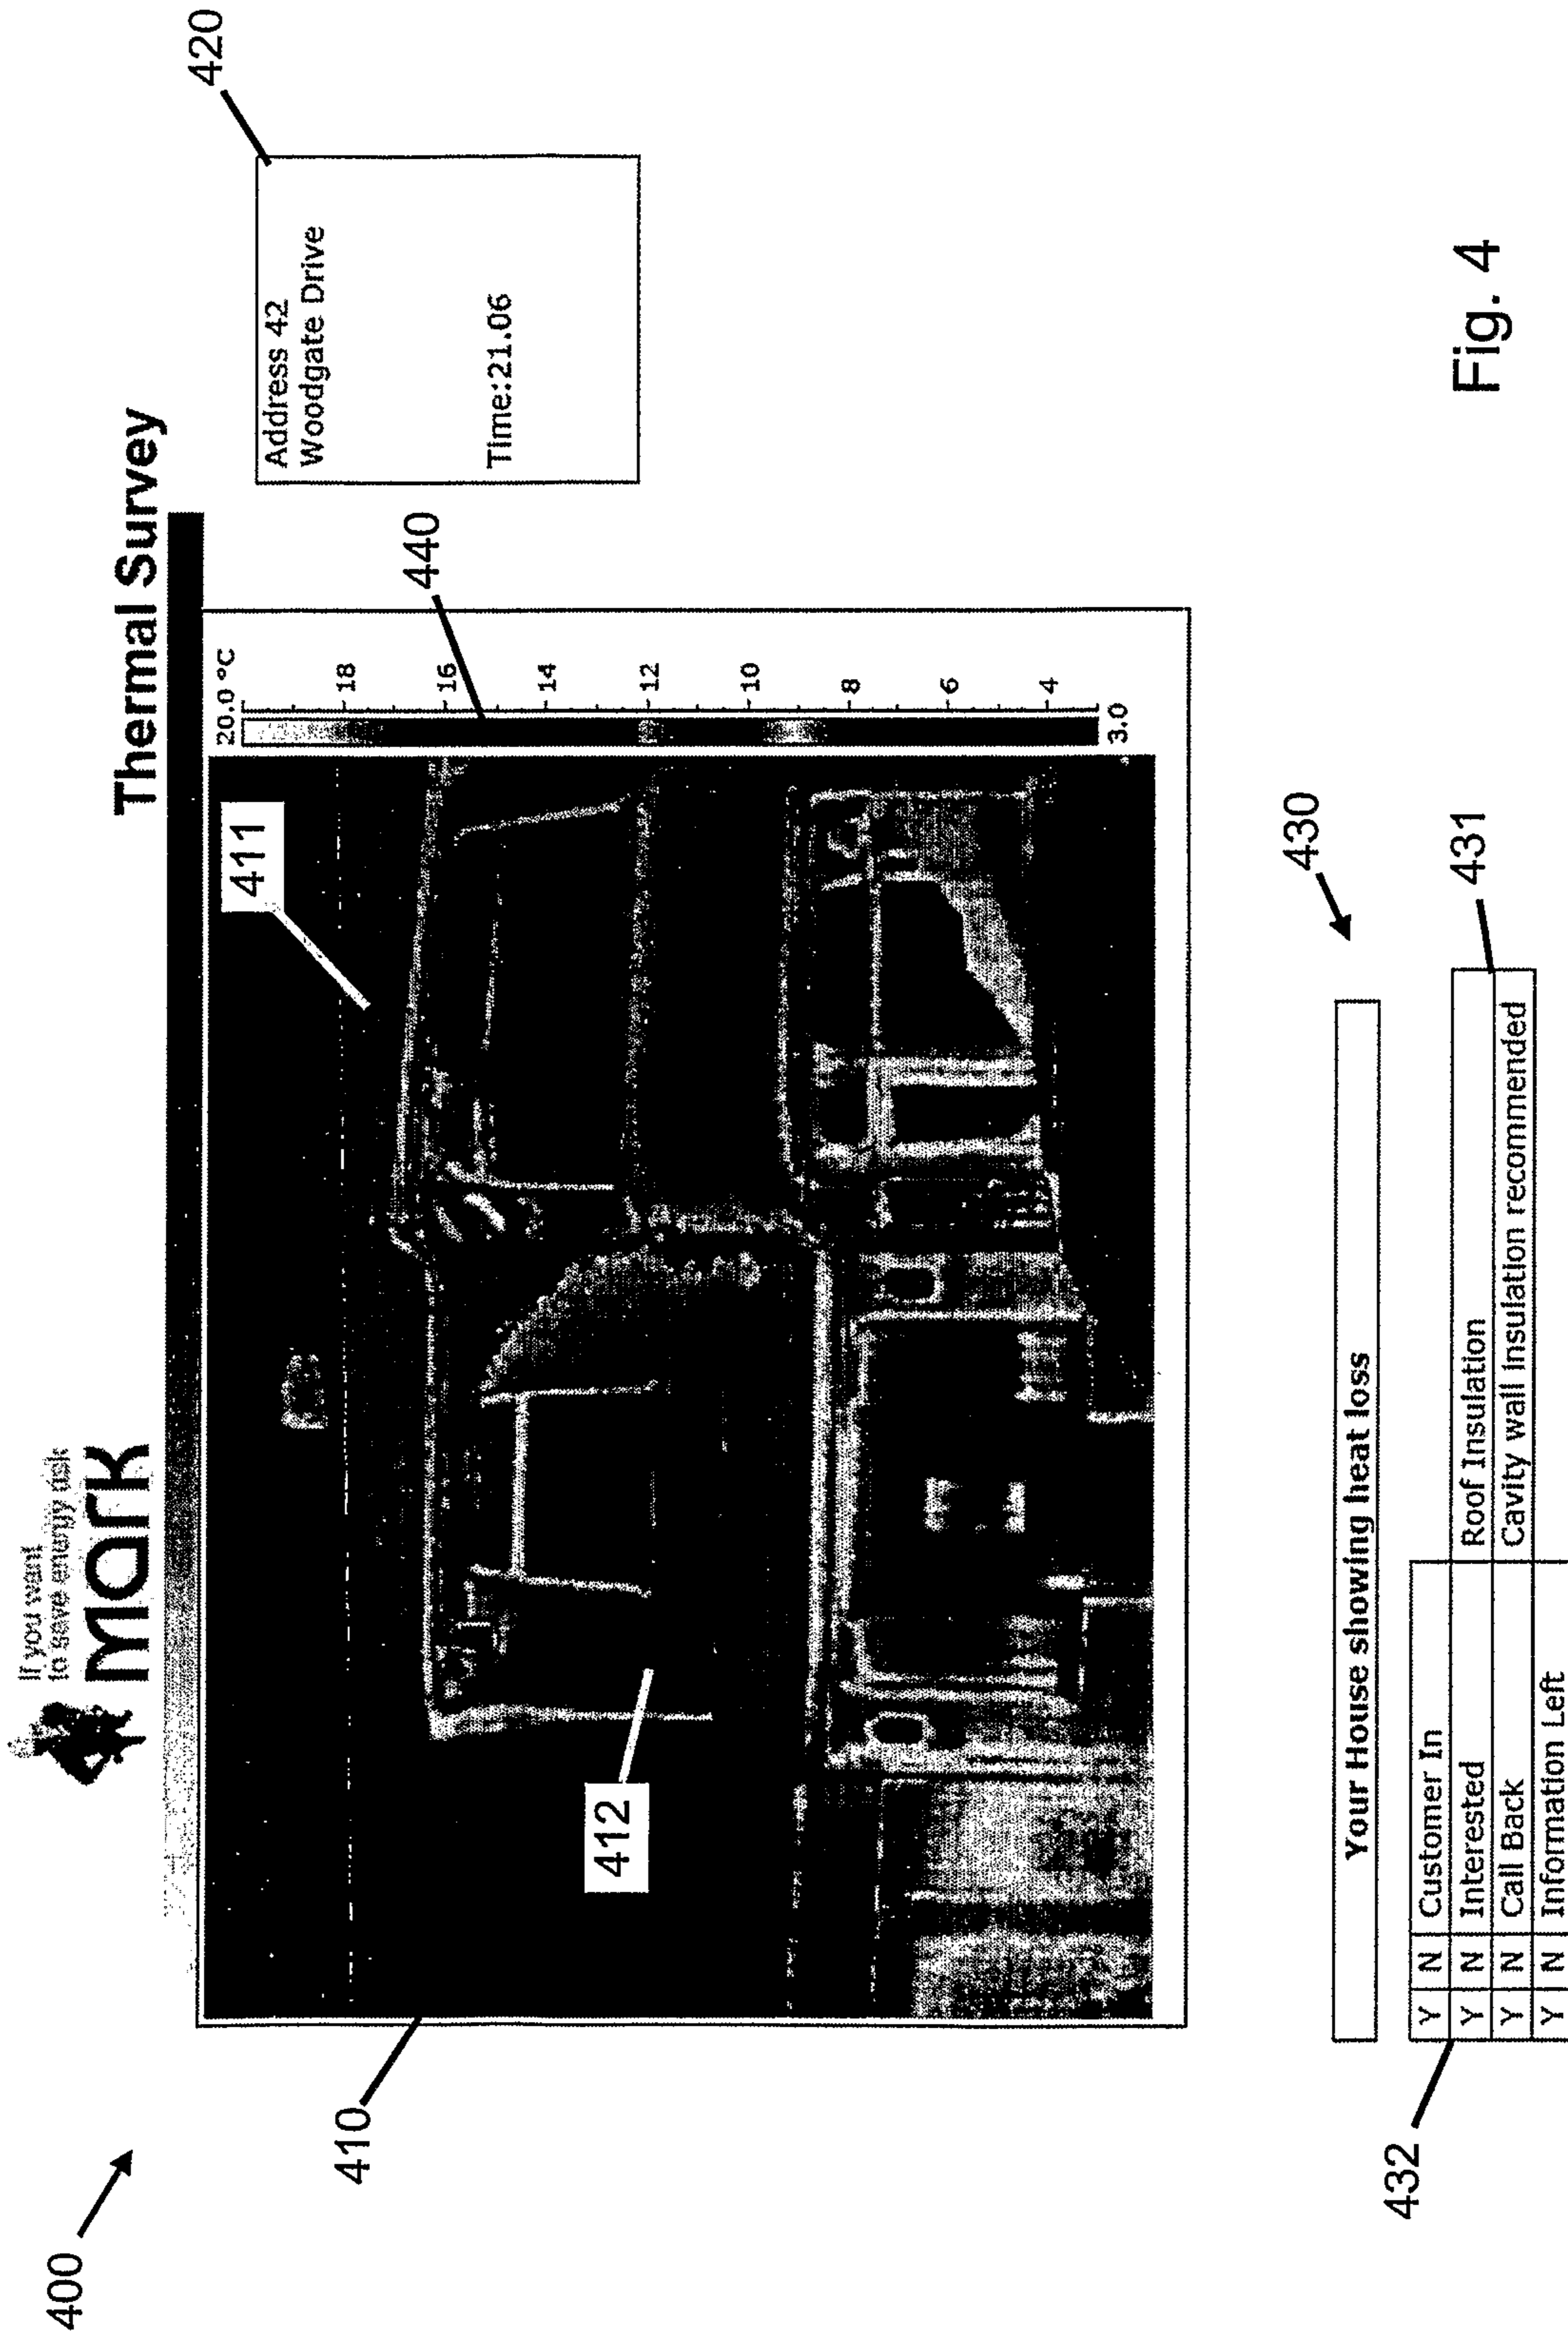 400
If you want
to save energy ask
mark
Thermal Survey
410
411
412
20.0 °C
18
16
14
12
10
8
6
4
3.0
440
420
Address 42
Woodgate Drive
Time:21.06
430
Your House showing heat loss
432
Y N Customer In
Y N Interested Roof Insulation
Y N Call Back Cavity wall insulation recommended
Y N Information Left
431
Fig. 4